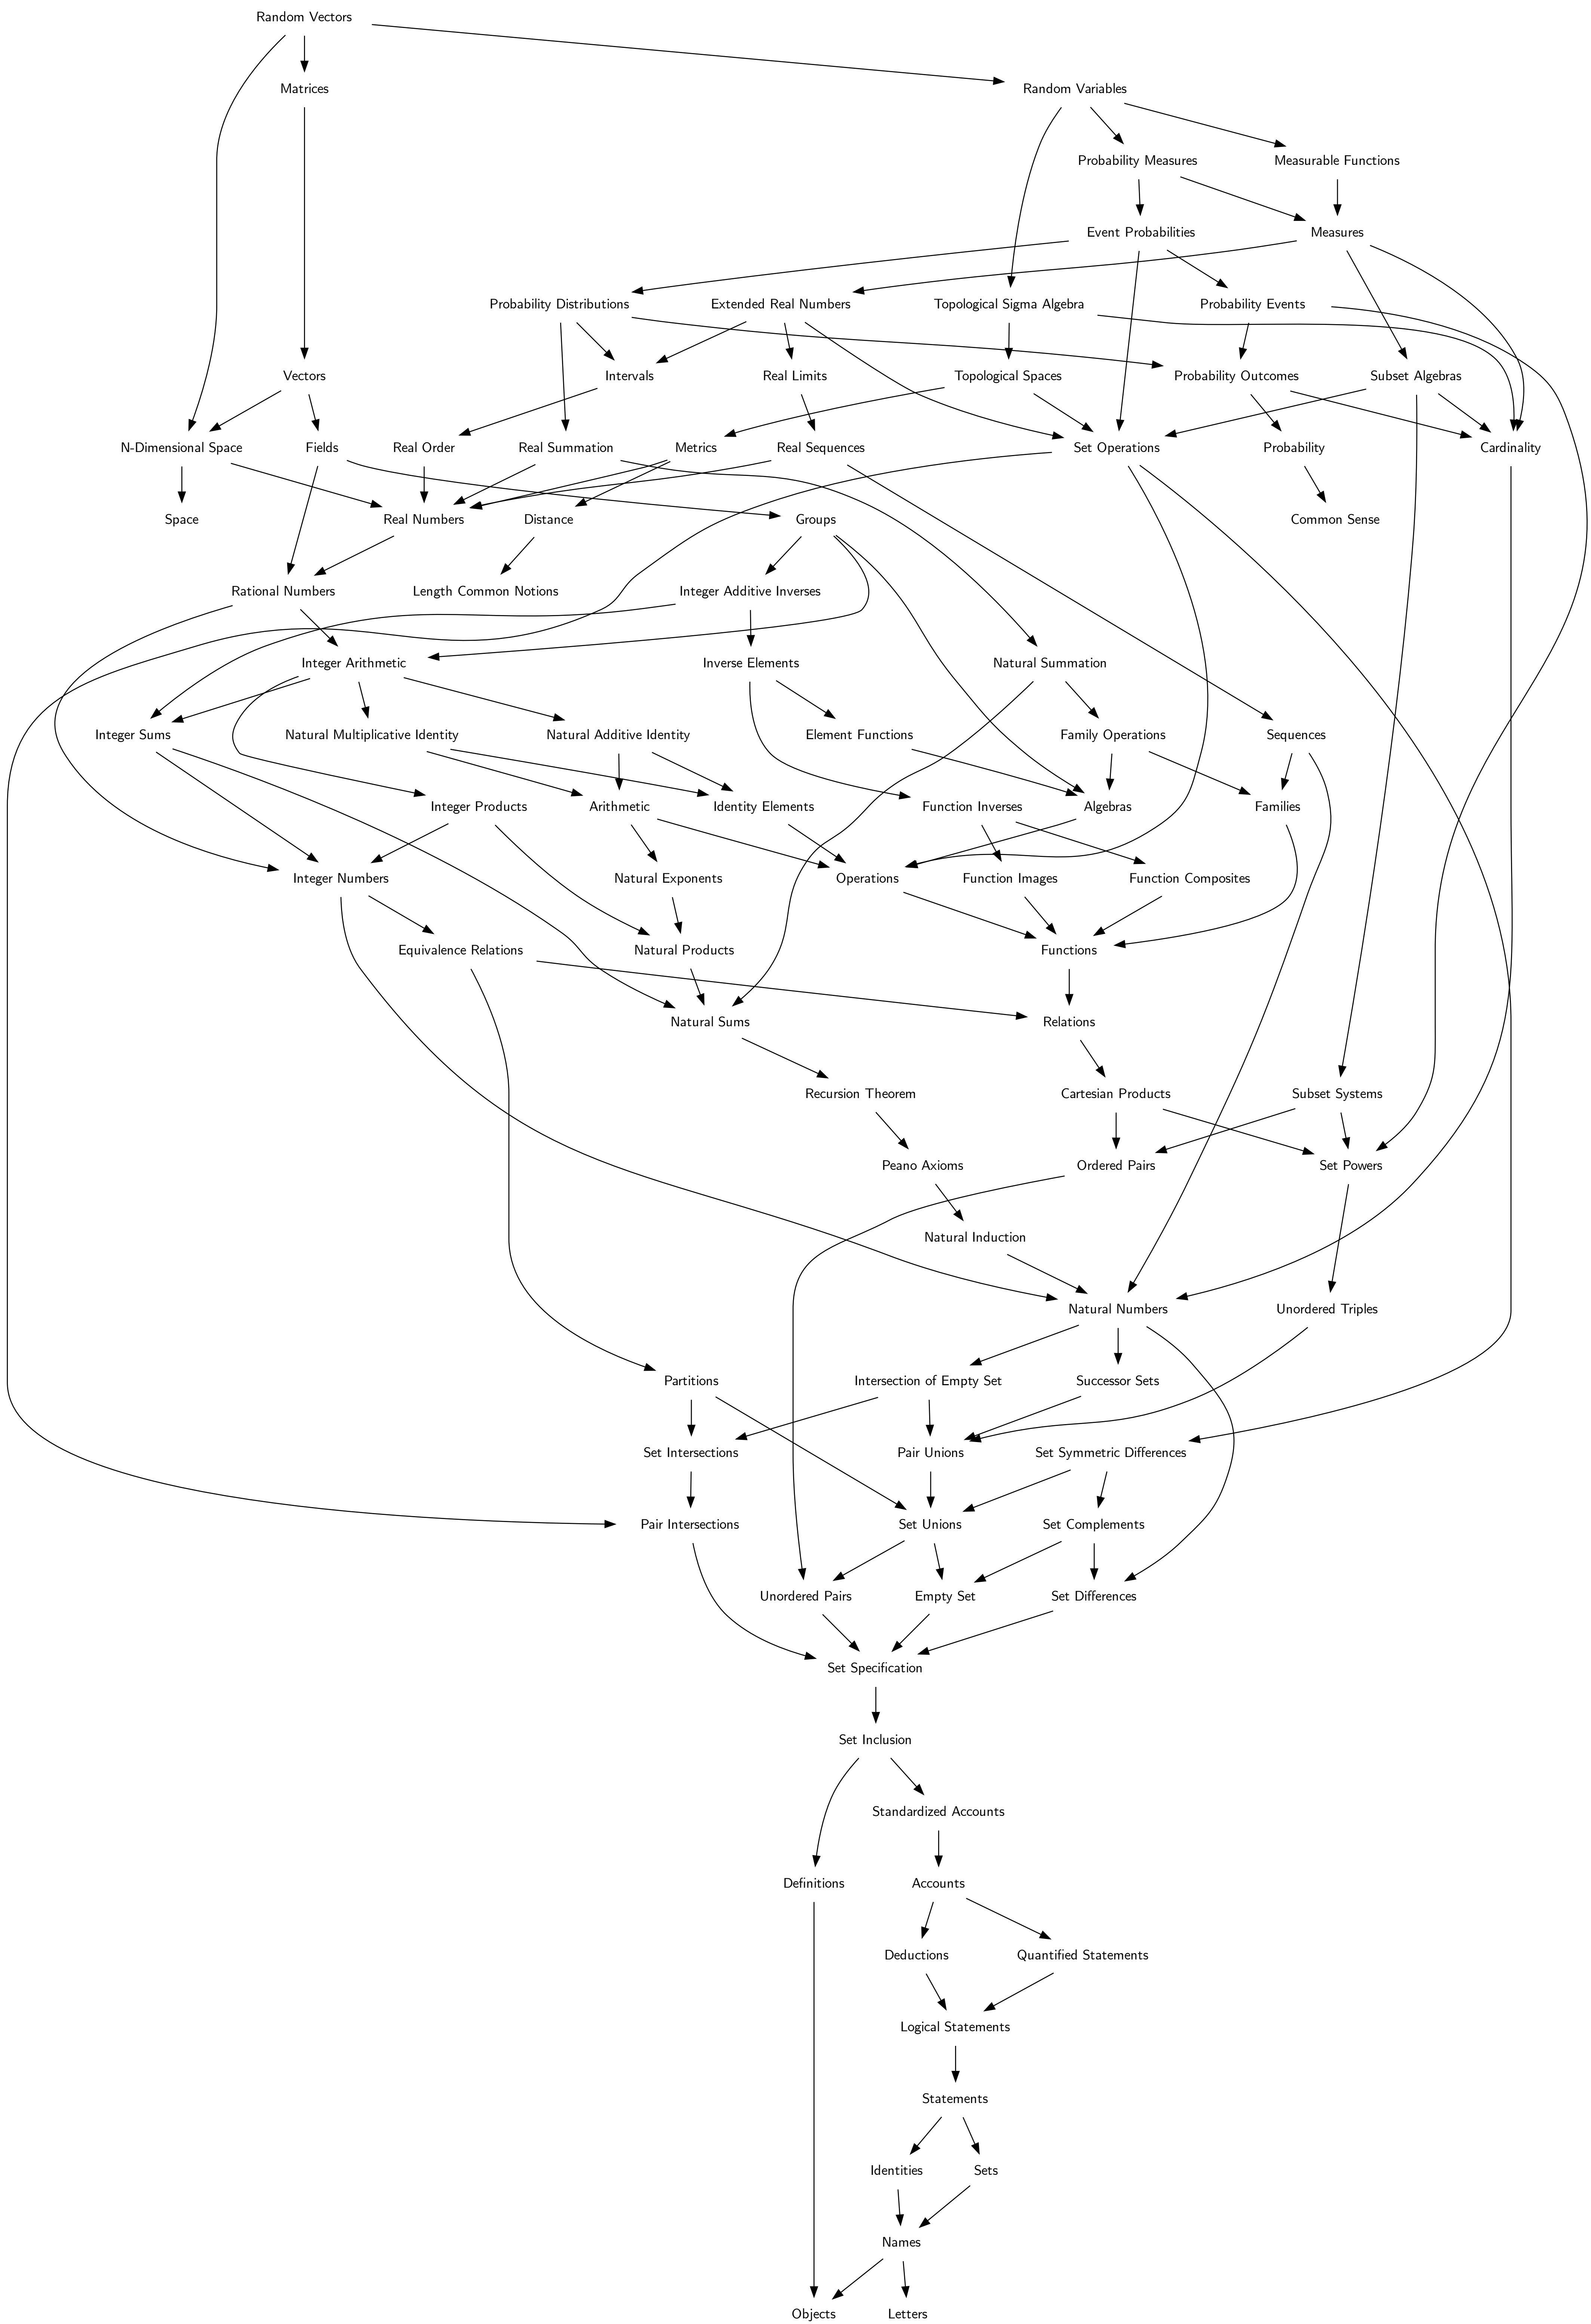 Random Vectors
Matrices
Random Variables
Probability Measures
Measurable Functions
Event Probabilities
Measures
Probability Distributions
Extended Real Numbers
Topological Sigma Algebra
Probability Events
Vectors
Intervals
Real Limits
Topological Spaces
Probability Outcomes
Subset Algebras
N-Dimensional Space
Fields
Real Order
Real Summation
Metrics
Real Sequences
Set Operations
Probability
Cardinality
Space
Real Numbers
Distance
Groups
Common Sense
Rational Numbers
Length Common Notions
Integer Additive Inverses
Integer Arithmetic
Inverse Elements
Natural Summation
Integer Sums
Natural Multiplicative Identity
Natural Additive Identity
Element Functions
Family Operations
Sequences
Integer Products
Arithmetic
Identity Elements
Function Inverses
Algebras
Families
Integer Numbers
Natural Exponents
Operations
Function Images
Function Composites
Equivalence Relations
Natural Products
Functions
Natural Sums
Relations
Recursion Theorem
Cartesian Products
Subset Systems
Peano Axioms
Ordered Pairs
Set Powers
Natural Induction
Natural Numbers
Unordered Triples
Partitions
Intersection of Empty Set
Successor Sets
Set Intersections
Pair Unions
Set Symmetric Differences
Pair Intersections
Set Unions
Set Complements
Unordered Pairs
Empty Set
Set Differences
Set Specification
Set Inclusion
Standardized Accounts
Definitions
Accounts
Deductions
Quantified Statements
Logical Statements
Statements
Identities
Sets
Names
Objects
Letters